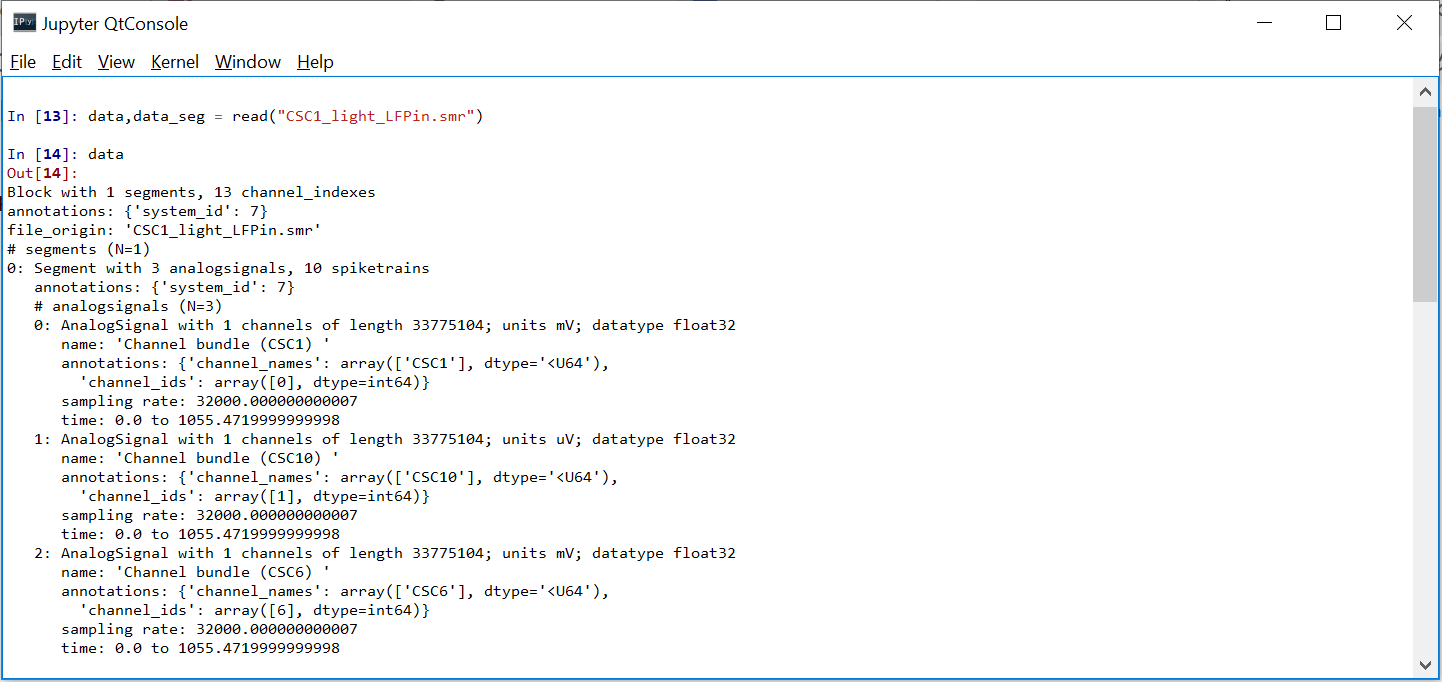 IP[y]: Jupyter QtConsole
File Edit View Kernel Window Help
In [13]: data,data_seg = read("CSC1_light_LFPin.smr")
In [14]: data
Out[14]:
Block with 1 segments, 13 channel_indexes
annotations: {'system_id': 7}
file_origin: 'CSC1_light_LFPin.smr'
# segments (N=1)
0: Segment with 3 analogsignals, 10 spiketrains
annotations: {'system_id': 7}
# analogsignals (N=3)
0: AnalogSignal with 1 channels of length 33775104; units mV; datatype float32
name: 'Channel bundle (CSC1) '
annotations: {'channel_names': array(['CSC1'], dtype='<U64'),
'channel_ids': array([0], dtype=int64)}
sampling rate: 32000.000000000007
time: 0.0 to 1055.4719999999998
1: AnalogSignal with 1 channels of length 33775104; units uV; datatype float32
name: 'Channel bundle (CSC10) '
annotations: {'channel_names': array(['CSC10'], dtype='<U64'),
'channel_ids': array([1], dtype=int64)}
sampling rate: 32000.000000000007
time: 0.0 to 1055.4719999999998
2: AnalogSignal with 1 channels of length 33775104; units mV; datatype float32
name: 'Channel bundle (CSC6) '
annotations: {'channel_names': array(['CSC6'], dtype='<U64'),
'channel_ids': array([6], dtype=int64)}
sampling rate: 32000.000000000007
time: 0.0 to 1055.4719999999998